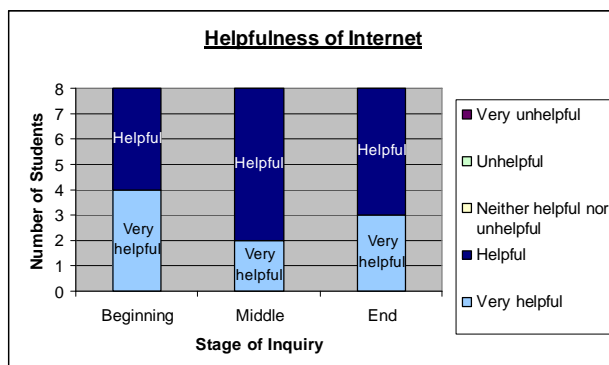 Helpfulness of Internet
8
7
6
5
4
3
2
1
0
Number of Students
Helpful
Very
helpful
Helpful
Very
helpful
Helpful
Very
helpful
Beginning
Middle
End
Stage of Inquiry
Very unhelpful
Unhelpful
Neither helpful nor
unhelpful
Helpful
Very helpful